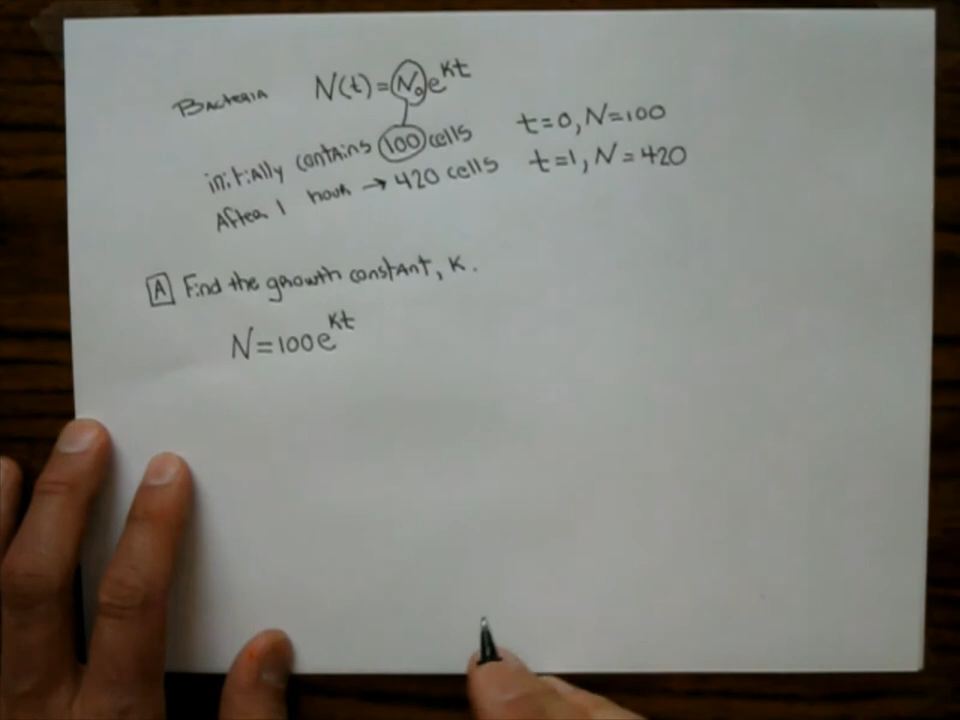 Bacteria N(t)=N₀e^kt
initially contains 100 cells t=0, N=100
After 1 hour → 420 cells t=1, N=420
A Find the growth constant, k.
N=100e^kt